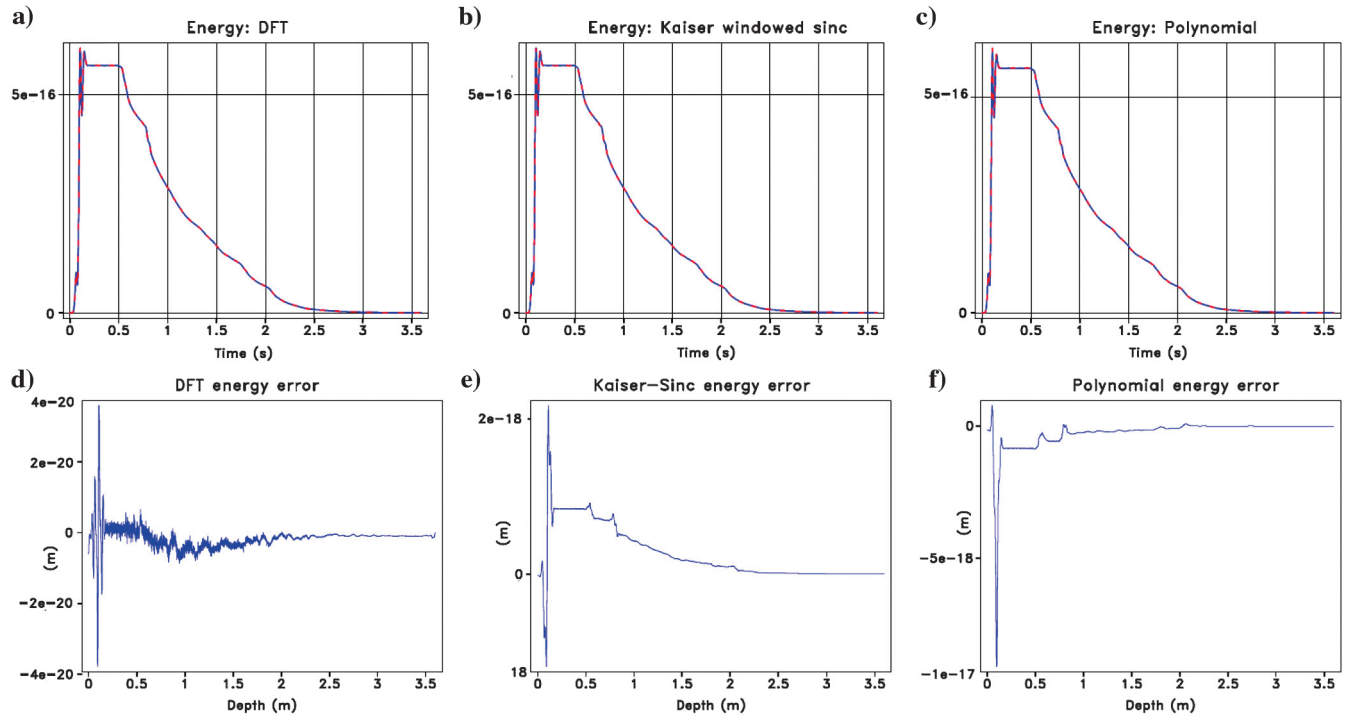 a)
Energy: DFT
5e-16
0
0 0.5 1 1.5 2 2.5 3 3.5
Time (s)
b)
Energy: Kaiser windowed sinc
5e-16
0
0 0.5 1 1.5 2 2.5 3 3.5
Time (s)
c)
Energy: Polynomial
5e-16
0
0 0.5 1 1.5 2 2.5 3 3.5
Time (s)
d)
DFT energy error
4e-20
2e-20
0
(m)
-2e-20
-4e-20
0 0.5 1 1.5 2 2.5 3 3.5
Depth (m)
e)
Kaiser-Sinc energy error
2e-18
(m)
0
18
0 0.5 1 1.5 2 2.5 3 3.5
Depth (m)
f)
Polynomial energy error
0
(m)
-5e-18
-1e-17
0 0.5 1 1.5 2 2.5 3 3.5
Depth (m)